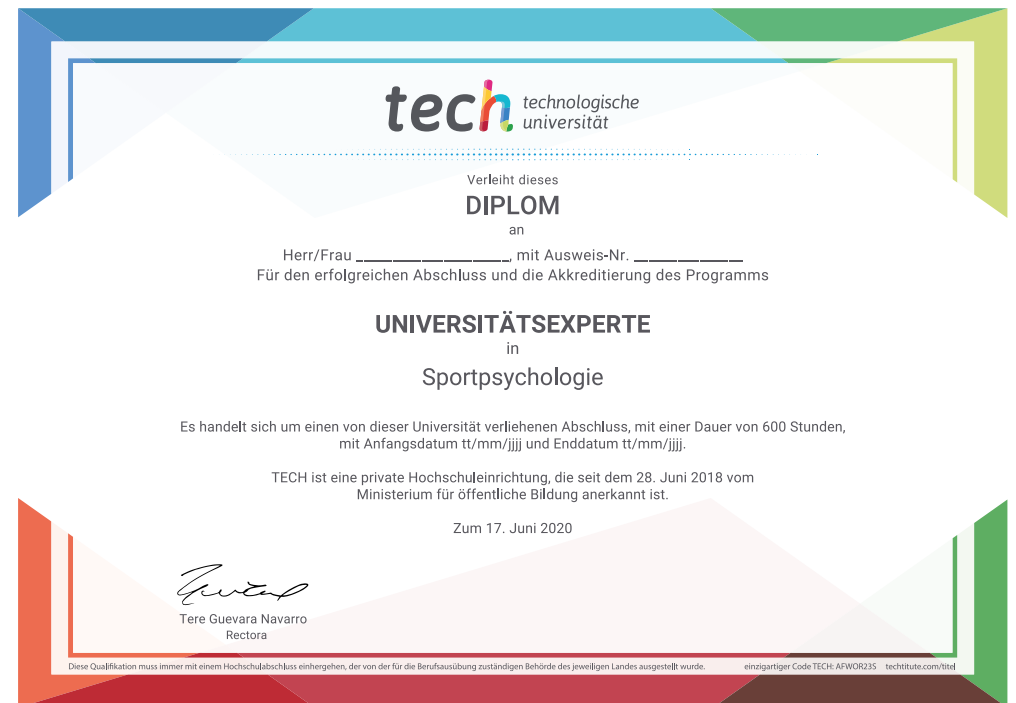 tech technologische
universität
Verleiht dieses
DIPLOM
an
Herr/Frau ____________________, mit Ausweis-Nr. ______________
Für den erfolgreichen Abschluss und die Akkreditierung des Programms
UNIVERSITÄTSEXPERTE
in
Sportpsychologie
Es handelt sich um einen von dieser Universität verliehenen Abschluss, mit einer Dauer von 600 Stunden,
mit Anfangsdatum tt/mm/jjjj und Enddatum tt/mm/jjjj.
TECH ist eine private Hochschuleinrichtung, die seit dem 28. Juni 2018 vom
Ministerium für öffentliche Bildung anerkannt ist.
Zum 17. Juni 2020
Tere Guevara Navarro
Rectora
Diese Qualifikation muss immer mit einem Hochschulabschluss einhergehen, der von der für die Berufsausübung zuständigen Behörde des jeweiligen Landes ausgestellt wurde. einzigartiger Code TECH: AFWOR23S techtitute.com/titel